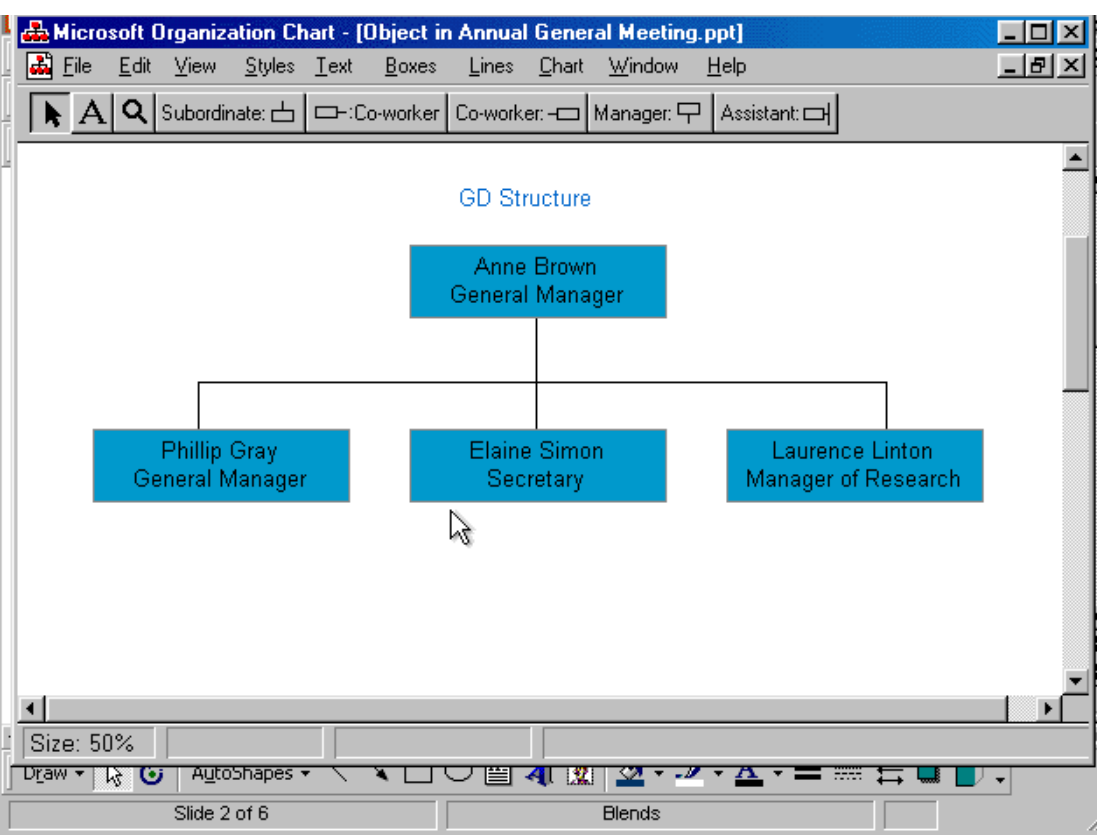 Microsoft Organization Chart - [Object in Annual General Meeting.ppt]
File Edit View Styles Text Boxes Lines Chart Window Help
A Subordinate: :Co-worker Co-worker: Manager: Assistant:
GD Structure
Anne Brown
General Manager
Phillip Gray
General Manager
Elaine Simon
Secretary
Laurence Linton
Manager of Research
Size: 50%
Draw AutoShapes
Slide 2 of 6 Blends